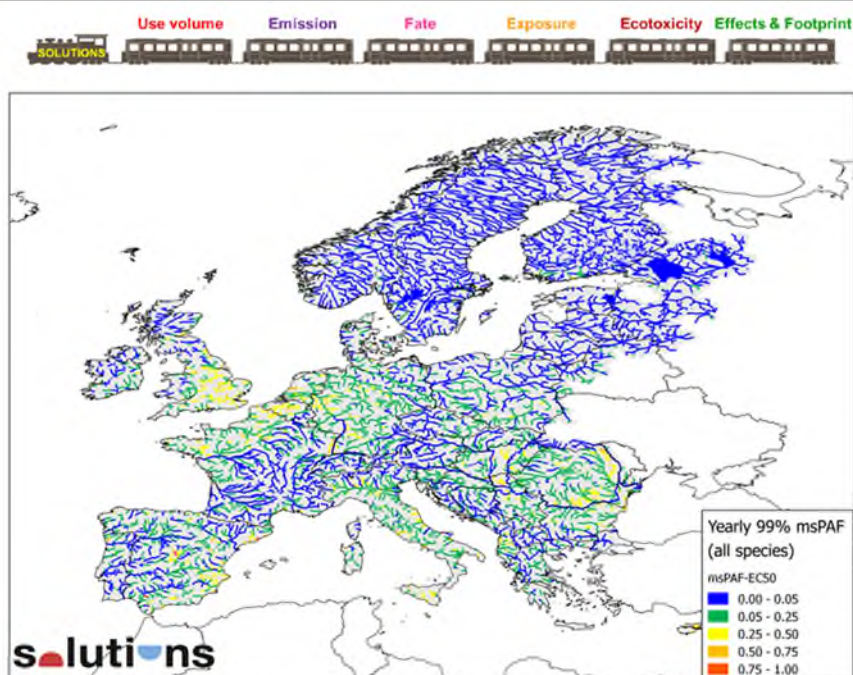 Use volume Emission Fate Exposure Ecotoxicity Effects & Footprint
SOLUTIONS
Yearly 99% msPAF
(all species)
msPAF-EC50
0.00 - 0.05
0.05 - 0.25
0.25 - 0.50
0.50 - 0.75
0.75 - 1.00
solutions